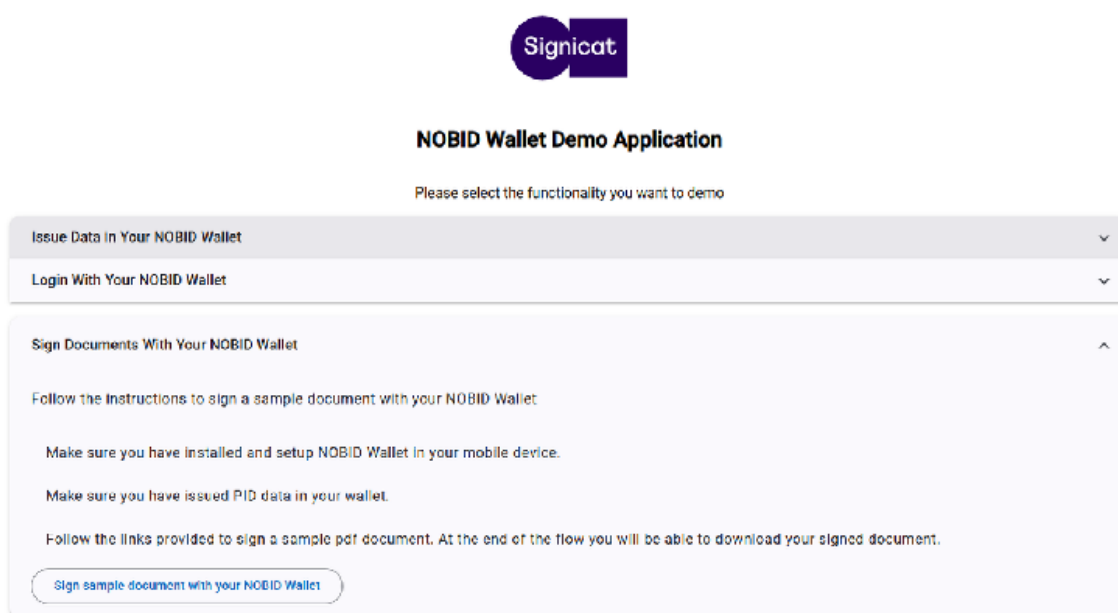 Signicat
NOBID Wallet Demo Application
Please select the functionality you want to demo
Issue Data in Your NOBID Wallet
Login With Your NOBID Wallet
Sign Documents With Your NOBID Wallet
Follow the instructions to sign a sample document with your NOBID Wallet
Make sure you have installed and setup NOBID Wallet in your mobile device.
Make sure you have issued PID data in your wallet.
Follow the links provided to sign a sample pdf document. At the end of the flow you will be able to download your signed document.
Sign sample document with your NOBID Wallet